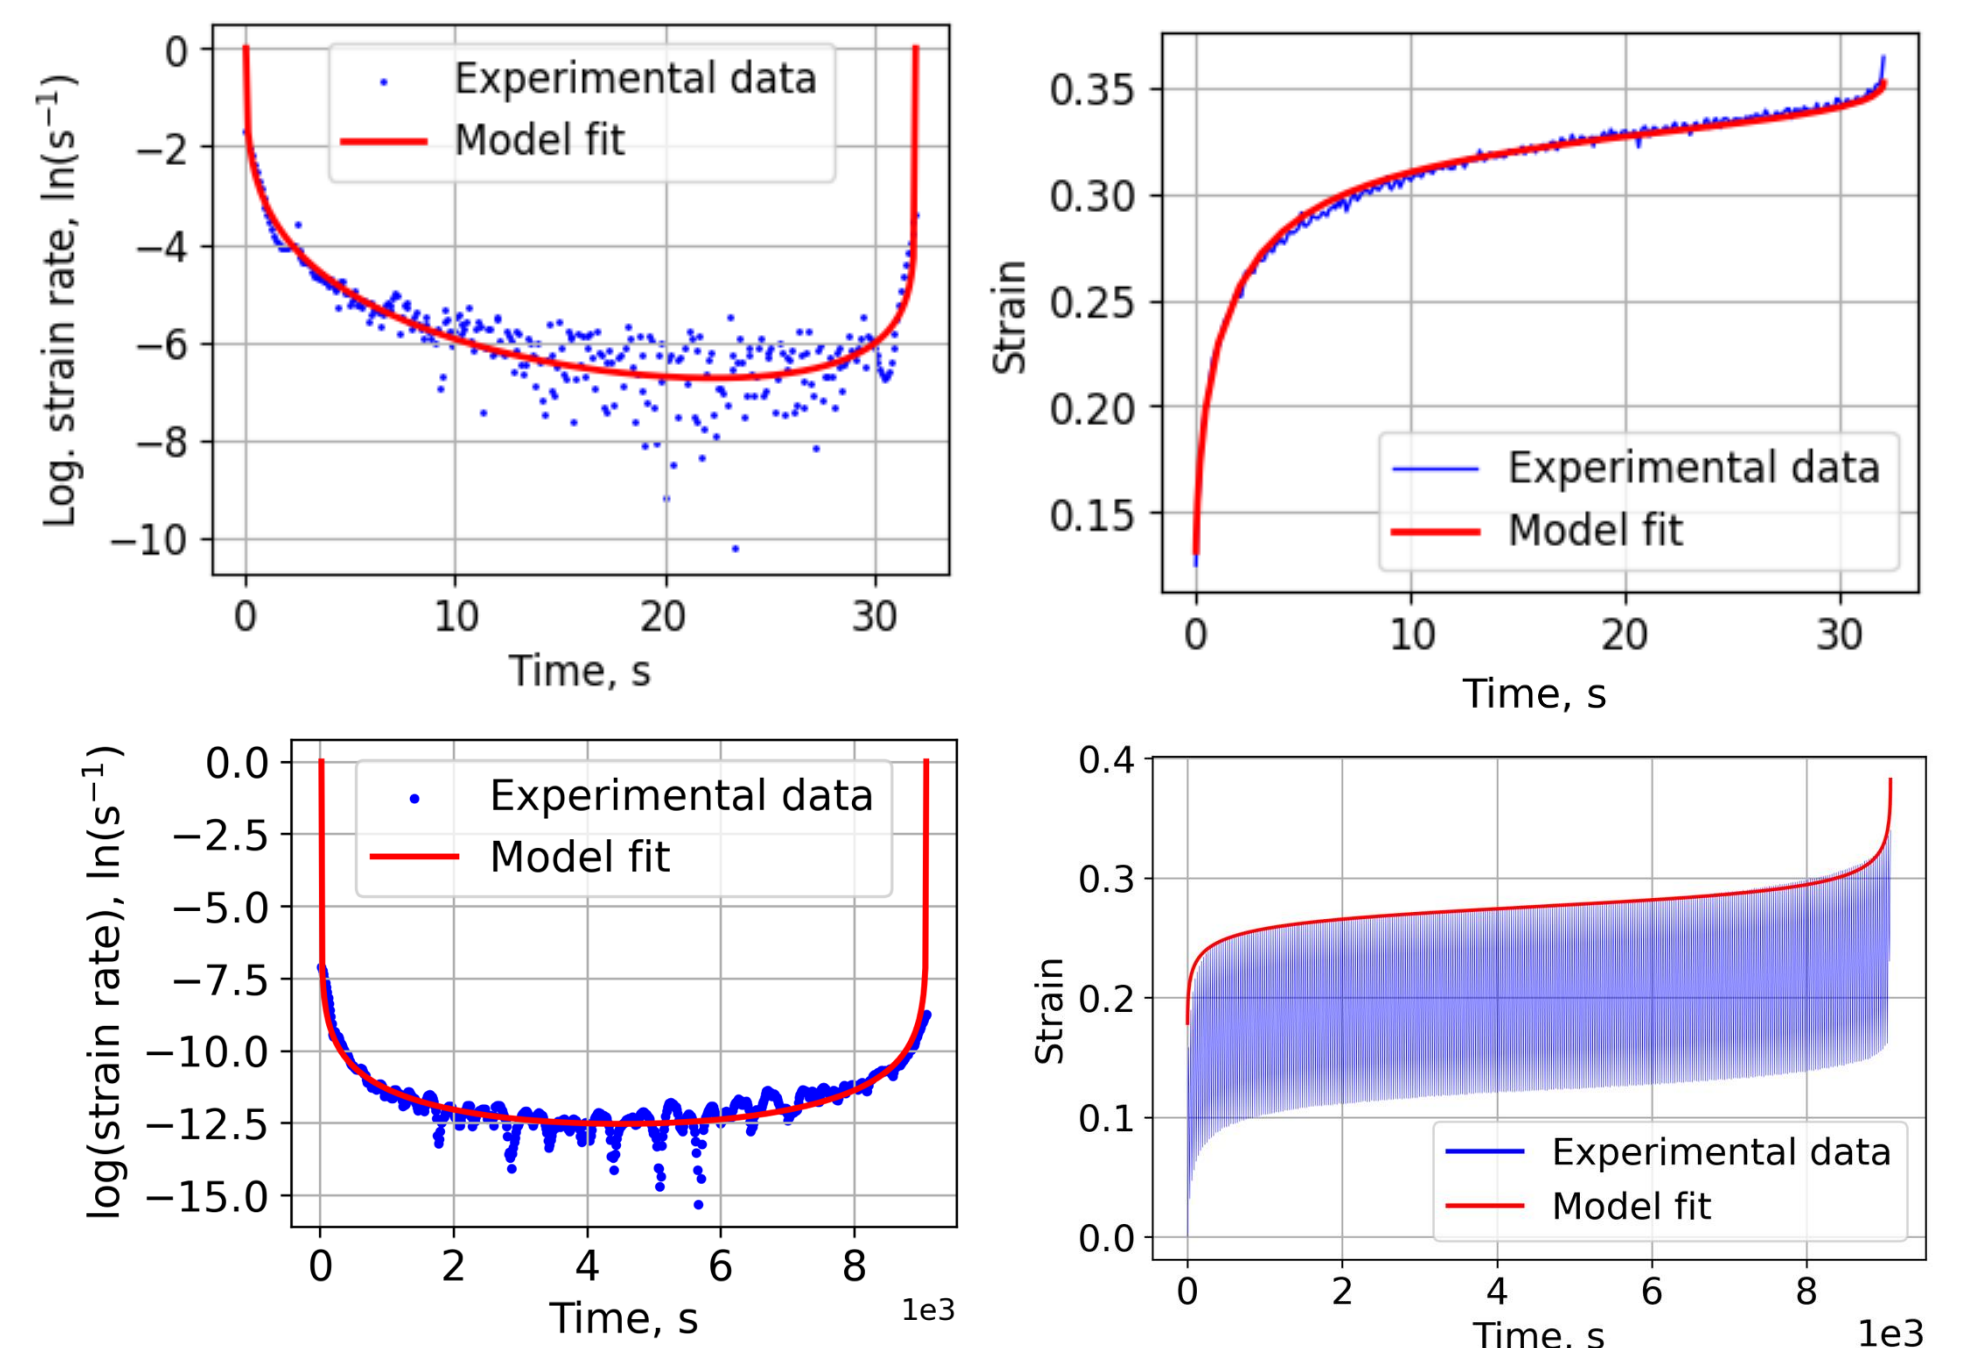 Log. strain rate, ln(s⁻¹)
0
−2
−4
−6
−8
−10
Experimental data
Model fit
0 10 20 30
Time, s
Strain
0.35
0.30
0.25
0.20
0.15
Experimental data
Model fit
0 10 20 30
Time, s
log(strain rate), ln(s⁻¹)
0.0
−2.5
−5.0
−7.5
−10.0
−12.5
−15.0
Experimental data
Model fit
0 2 4 6 8
1e3
Time, s
Strain
0.4
0.3
0.2
0.1
0.0
Experimental data
Model fit
0 2 4 6 8
Time, s
1e3